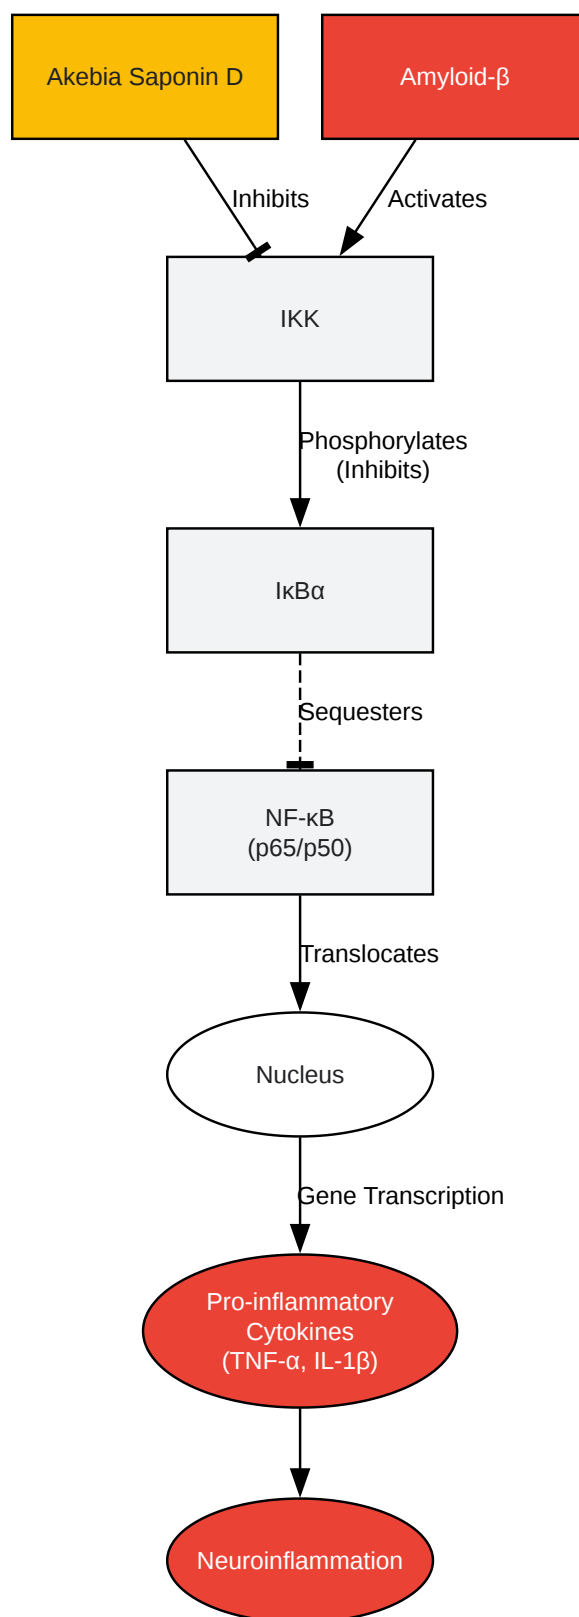 Akebia Saponin D
Amyloid-β
Inhibits
Activates
IKK
Phosphorylates
(Inhibits)
IκBα
Sequesters
NF-κB
(p65/p50)
Translocates
Nucleus
Gene Transcription
Pro-inflammatory
Cytokines
(TNF-α, IL-1β)
Neuroinflammation